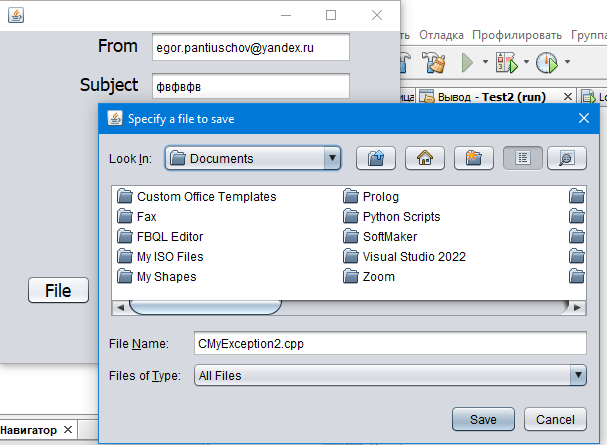 Отладка Профилировать Группа
From egor.pantiuschov@yandex.ru
Subject фвфвфв
Вывод - Test2 (run)
Specify a file to save
Look In: Documents
Custom Office Templates Prolog
Fax Python Scripts
FBQL Editor SoftMaker
My ISO Files Visual Studio 2022
My Shapes Zoom
File
File Name: CMyException2.cpp
Files of Type: All Files
Save Cancel
Навигатор